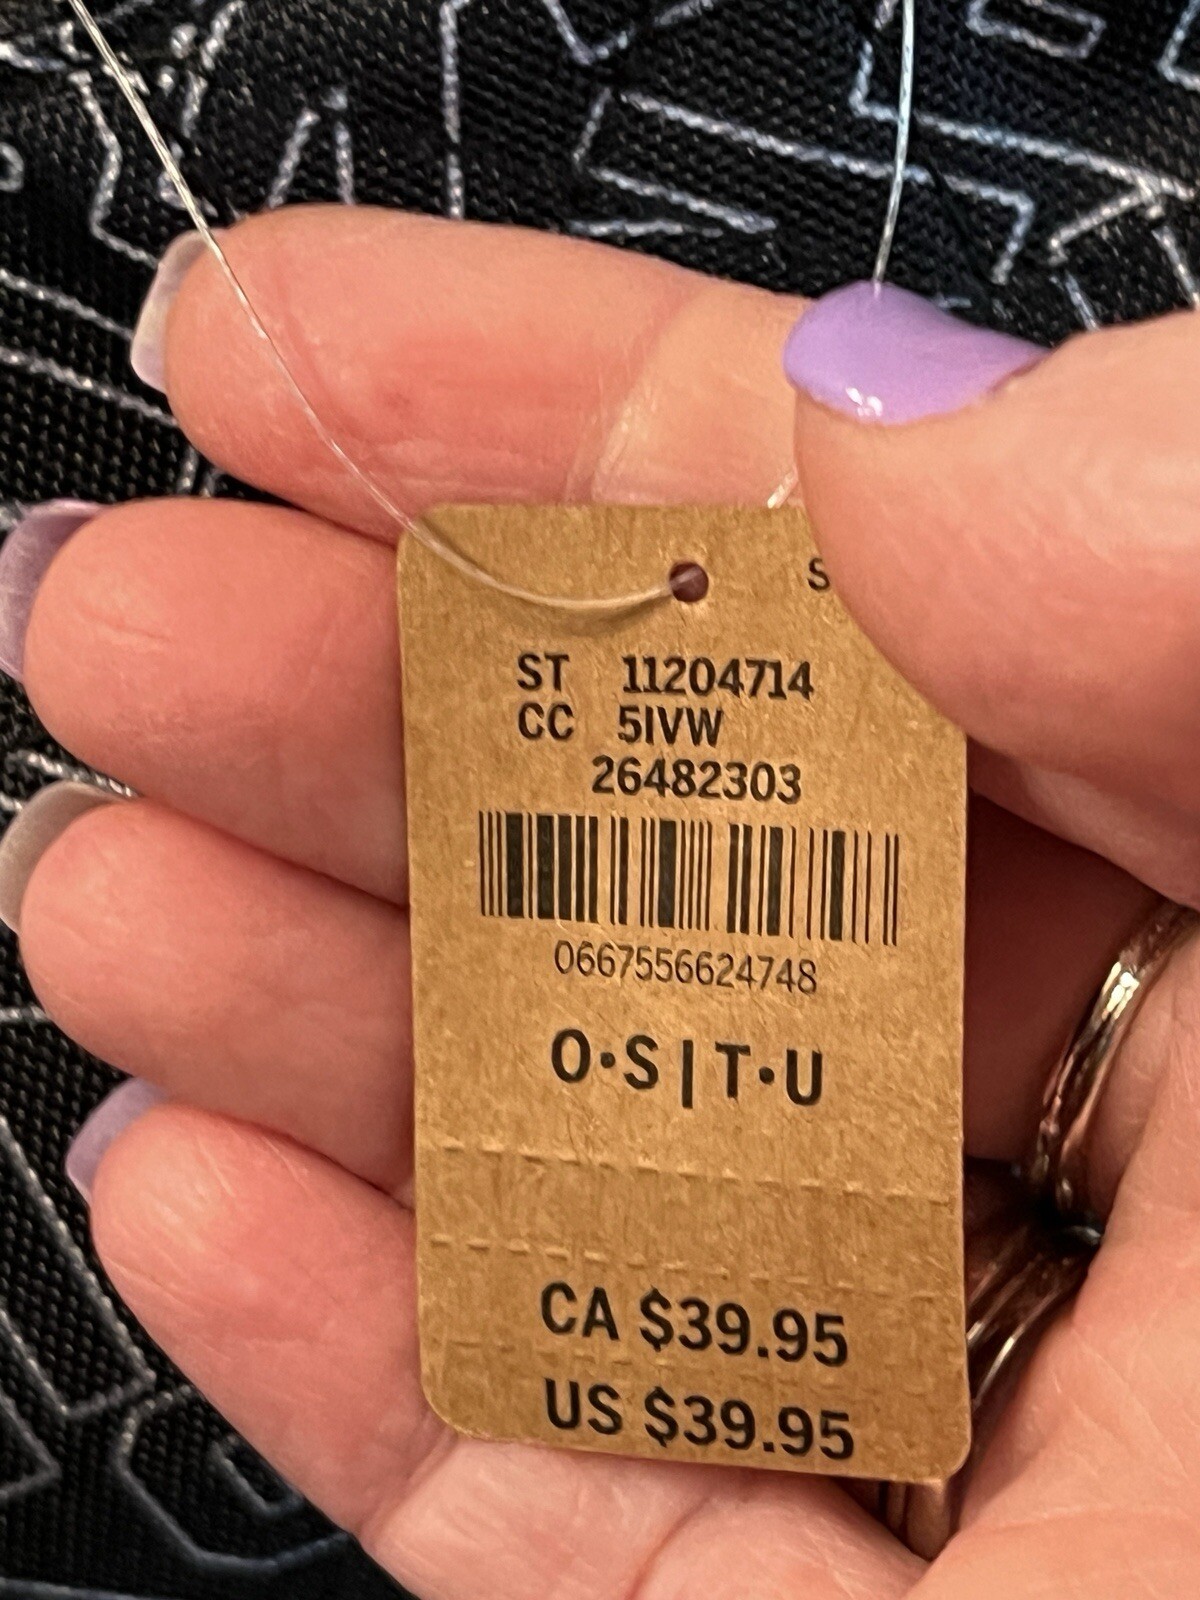 S
ST 11204714
CC 5IVW
26482303
0667556624748
O·S|T·U
CA $39.95
US $39.95